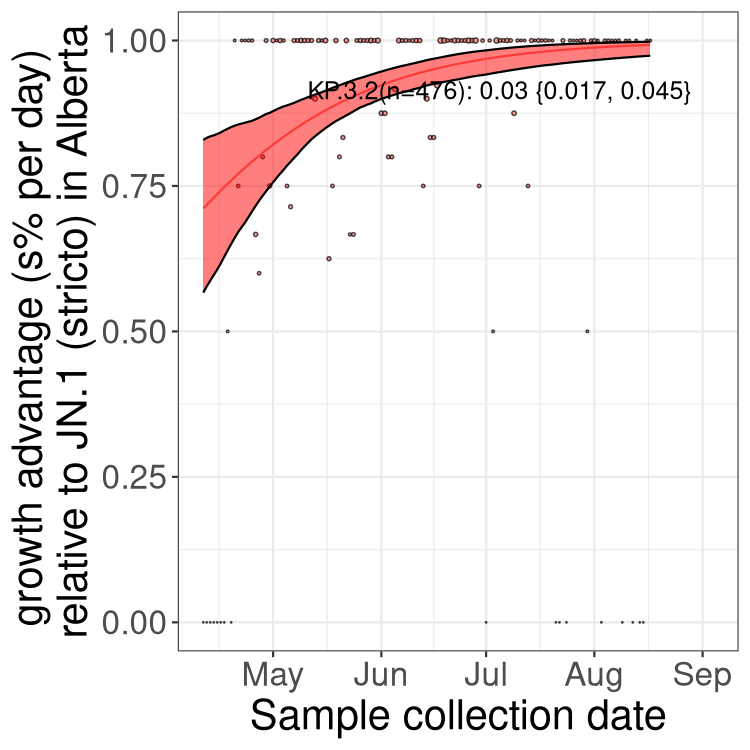 growth advantage (s% per day)
relative to JN.1 (stricto) in Alberta
1.00
0.75
0.50
0.25
0.00
KP.3.2(n=476): 0.03 {0.017, 0.045}
May Jun Jul Aug Sep
Sample collection date